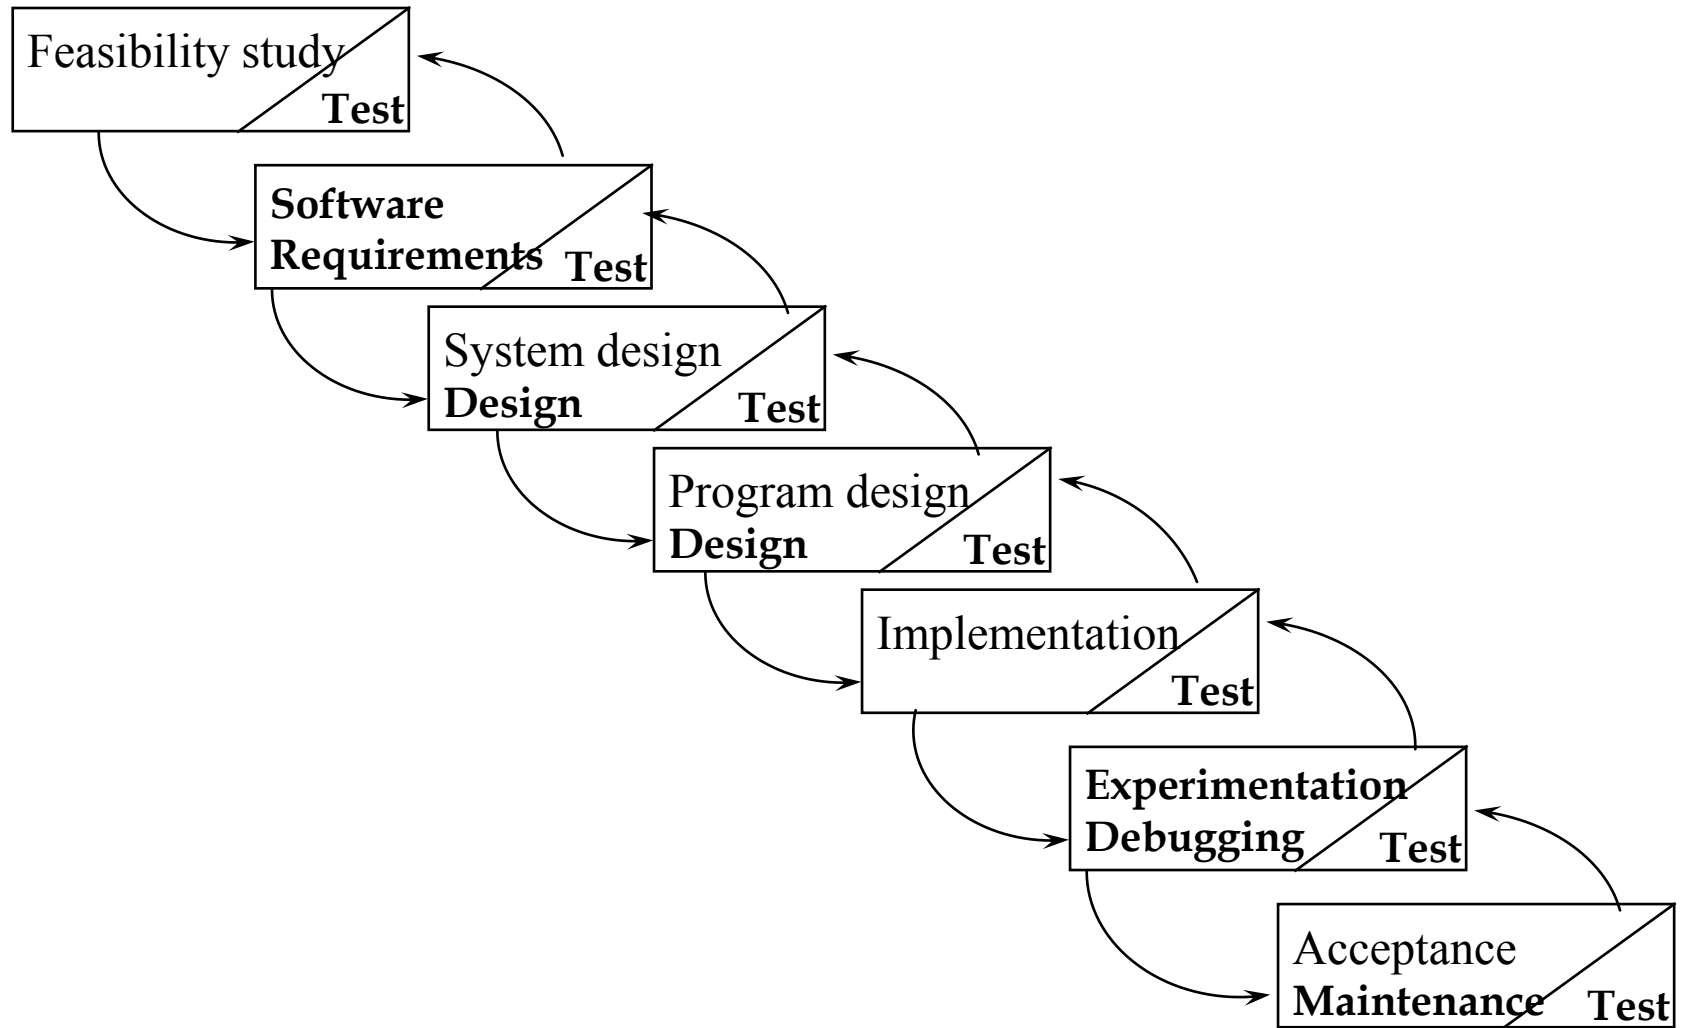 Feasibility study
Test
Software
Requirements
Test
System design
Design
Test
Program design
Design
Test
Implementation
Test
Experimentation
Debugging
Test
Acceptance
Maintenance
Test